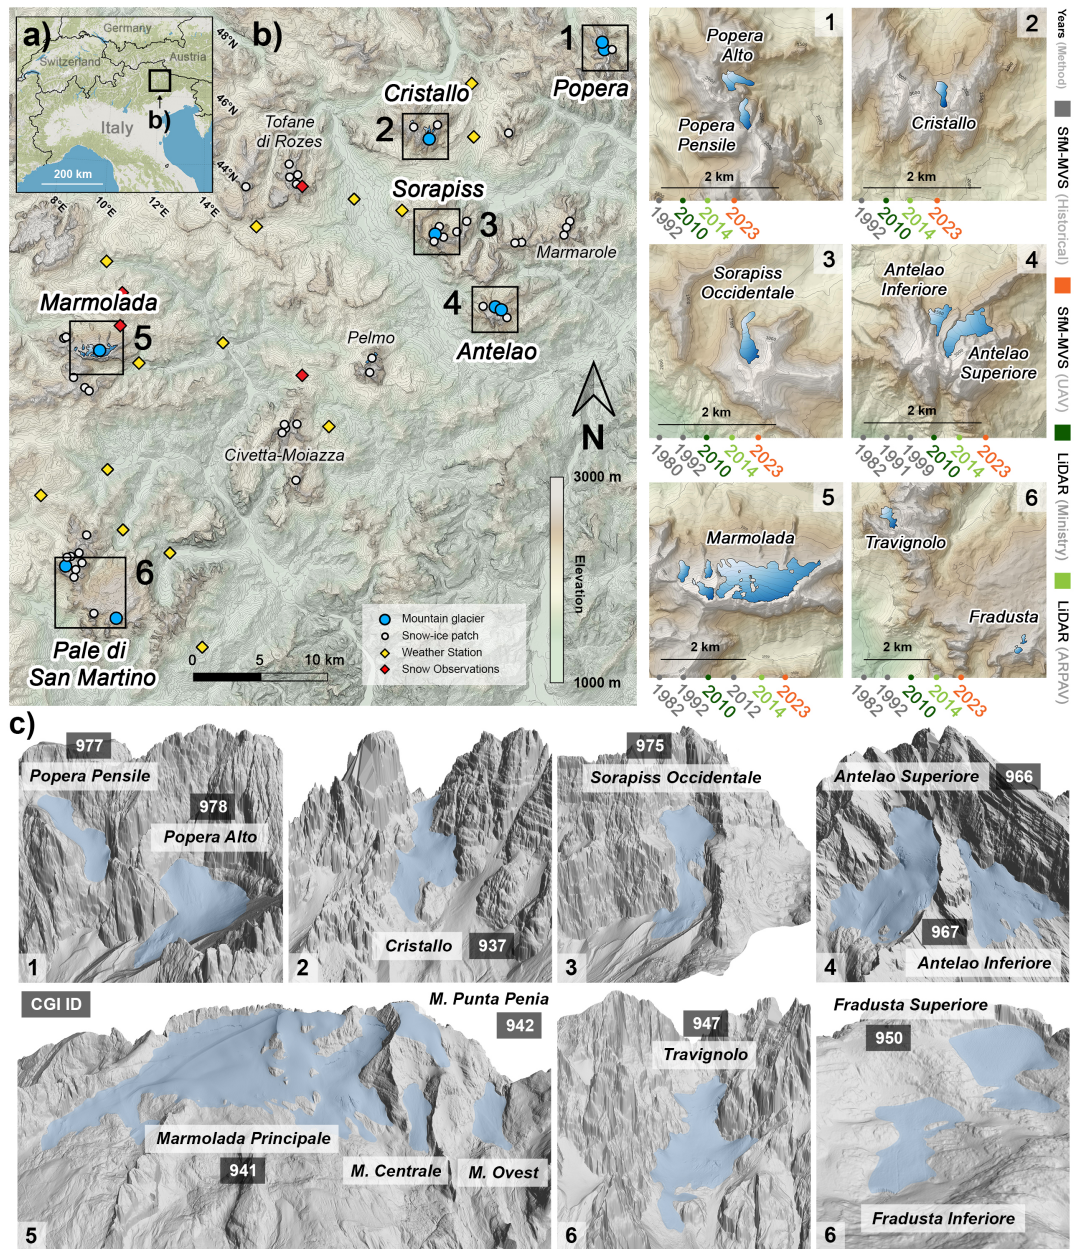 a)
Germany
Switzerland
Austria
Italy
b)
200 km
48°N
46°N
44°N
8°E
10°E
12°E
14°E
b)
1
Popera
Cristallo
2
Tofane
di Rozes
Sorapiss
3
Marmarole
4
Antelao
Marmolada
5
Pelmo
N
Civetta-Moiazza
6
Pale di
San Martino
3000 m
Elevation
1000 m
Mountain glacier
Snow-ice patch
Weather Station
Snow Observations
0
5
10 km
1
Popera
Alto
Popera
Pensile
2 km
1992
2010
2014
2023
2
Cristallo
2 km
1992
2010
2014
2023
3
Sorapiss
Occidentale
2 km
1980
1992
2010
2014
2023
4
Antelao
Inferiore
Antelao
Superiore
2 km
1982
1991
1999
2010
2014
2023
5
Marmolada
2 km
1982
1992
2010
2012
2014
2023
6
Travignolo
Fradusta
2 km
1982
1992
2010
2014
2023
Years (Method)
SfM-MVS (Historical)
SfM-MVS (UAV)
LiDAR (Ministry)
LiDAR (ARPAV)
c)
977
Popera Pensile
978
Popera Alto
1
Cristallo
937
2
975
Sorapiss Occidentale
3
Antelao Superiore
966
967
Antelao Inferiore
4
CGI ID
M. Punta Penia
942
Marmolada Principale
941
M. Centrale
M. Ovest
5
947
Travignolo
6
Fradusta Superiore
950
Fradusta Inferiore
6